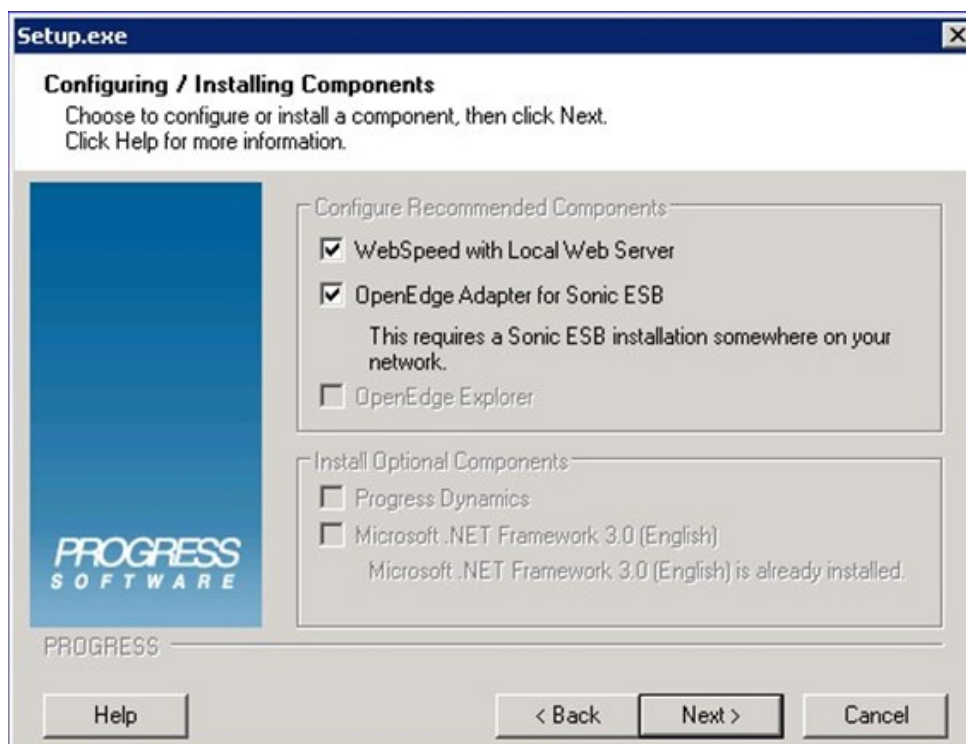 Setup.exe
Configuring / Installing Components
Choose to configure or install a component, then click Next.
Click Help for more information.
Configure Recommended Components
WebSpeed with Local Web Server
OpenEdge Adapter for Sonic ESB
This requires a Sonic ESB installation somewhere on your
network.
OpenEdge Explorer
Install Optional Components
Progress Dynamics
Microsoft .NET Framework 3.0 (English)
Microsoft .NET Framework 3.0 (English) is already installed.
PROGRESS
SOFTWARE
PROGRESS
Help
< Back
Next >
Cancel